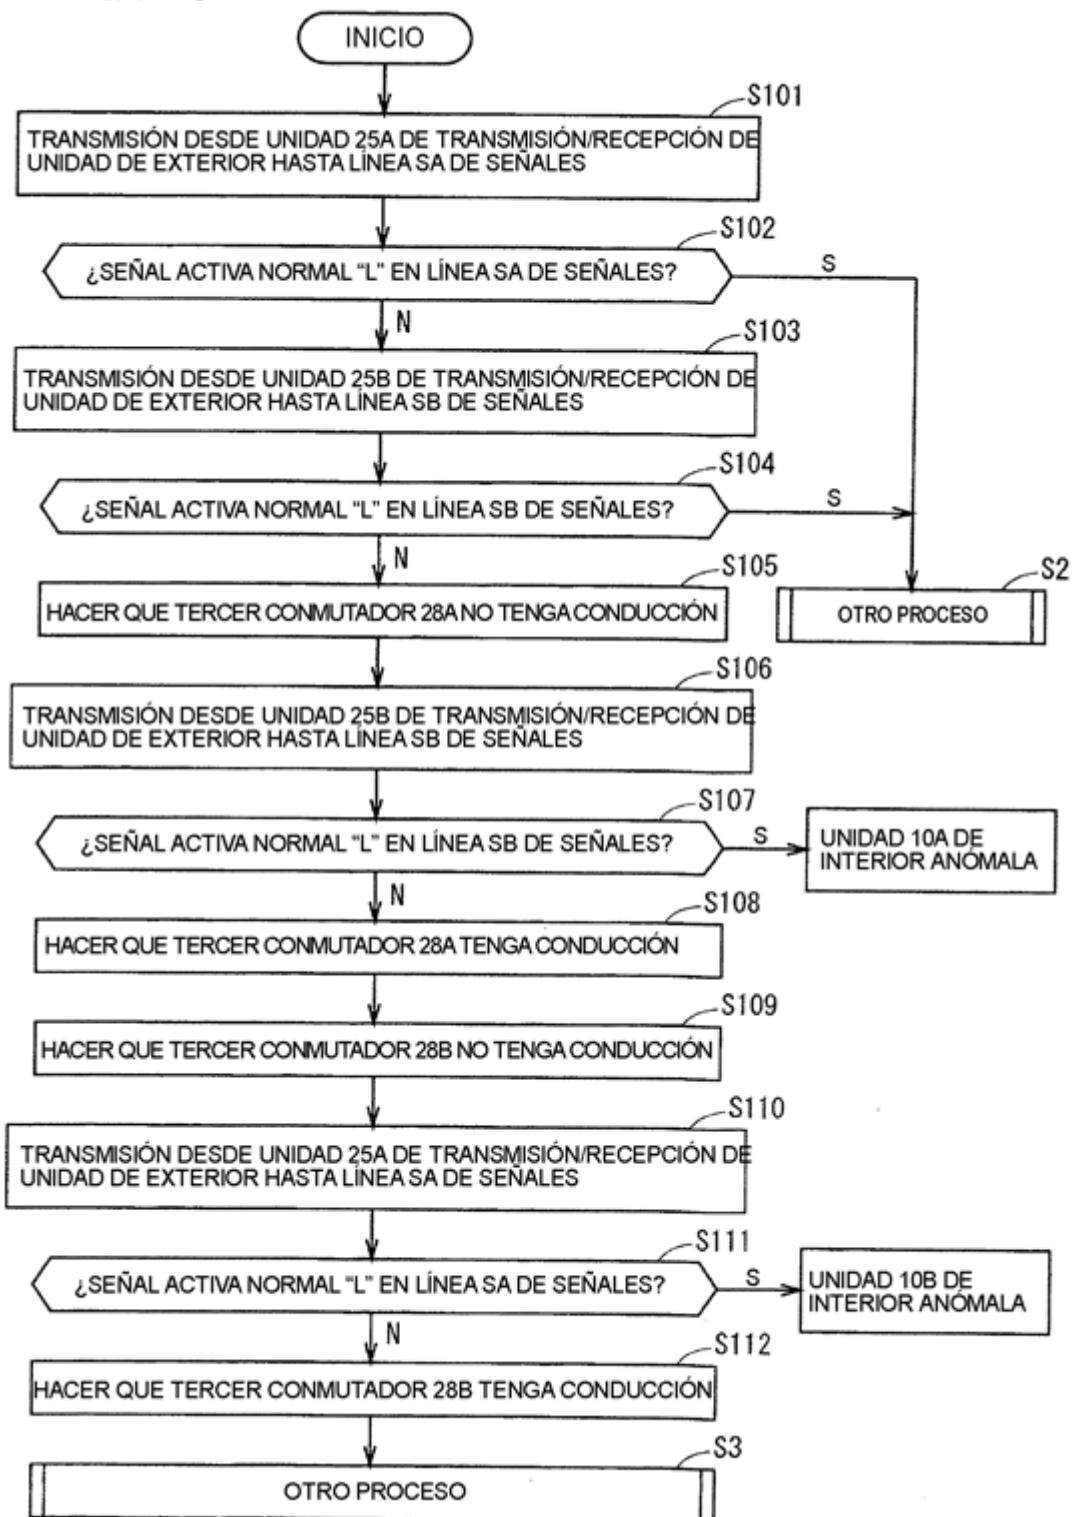 INICIO
S101
TRANSMISIÓN DESDE UNIDAD 25A DE TRANSMISIÓN/RECEPCIÓN DE
UNIDAD DE EXTERIOR HASTA LÍNEA SA DE SEÑALES
S102
¿SEÑAL ACTIVA NORMAL “L” EN LÍNEA SA DE SEÑALES?
S
N
S103
TRANSMISIÓN DESDE UNIDAD 25B DE TRANSMISIÓN/RECEPCIÓN DE
UNIDAD DE EXTERIOR HASTA LÍNEA SB DE SEÑALES
S104
¿SEÑAL ACTIVA NORMAL “L” EN LÍNEA SB DE SEÑALES?
S
N
S105
HACER QUE TERCER CONMUTADOR 28A NO TENGA CONDUCCIÓN
S2
OTRO PROCESO
S106
TRANSMISIÓN DESDE UNIDAD 25B DE TRANSMISIÓN/RECEPCIÓN DE
UNIDAD DE EXTERIOR HASTA LÍNEA SB DE SEÑALES
S107
¿SEÑAL ACTIVA NORMAL “L” EN LÍNEA SB DE SEÑALES?
S
UNIDAD 10A DE
INTERIOR ANÓMALA
N
S108
HACER QUE TERCER CONMUTADOR 28A TENGA CONDUCCIÓN
S109
HACER QUE TERCER CONMUTADOR 28B NO TENGA CONDUCCIÓN
S110
TRANSMISIÓN DESDE UNIDAD 25A DE TRANSMISIÓN/RECEPCIÓN DE
UNIDAD DE EXTERIOR HASTA LÍNEA SA DE SEÑALES
S111
¿SEÑAL ACTIVA NORMAL “L” EN LÍNEA SA DE SEÑALES?
S
UNIDAD 10B DE
INTERIOR ANÓMALA
N
S112
HACER QUE TERCER CONMUTADOR 28B TENGA CONDUCCIÓN
S3
OTRO PROCESO